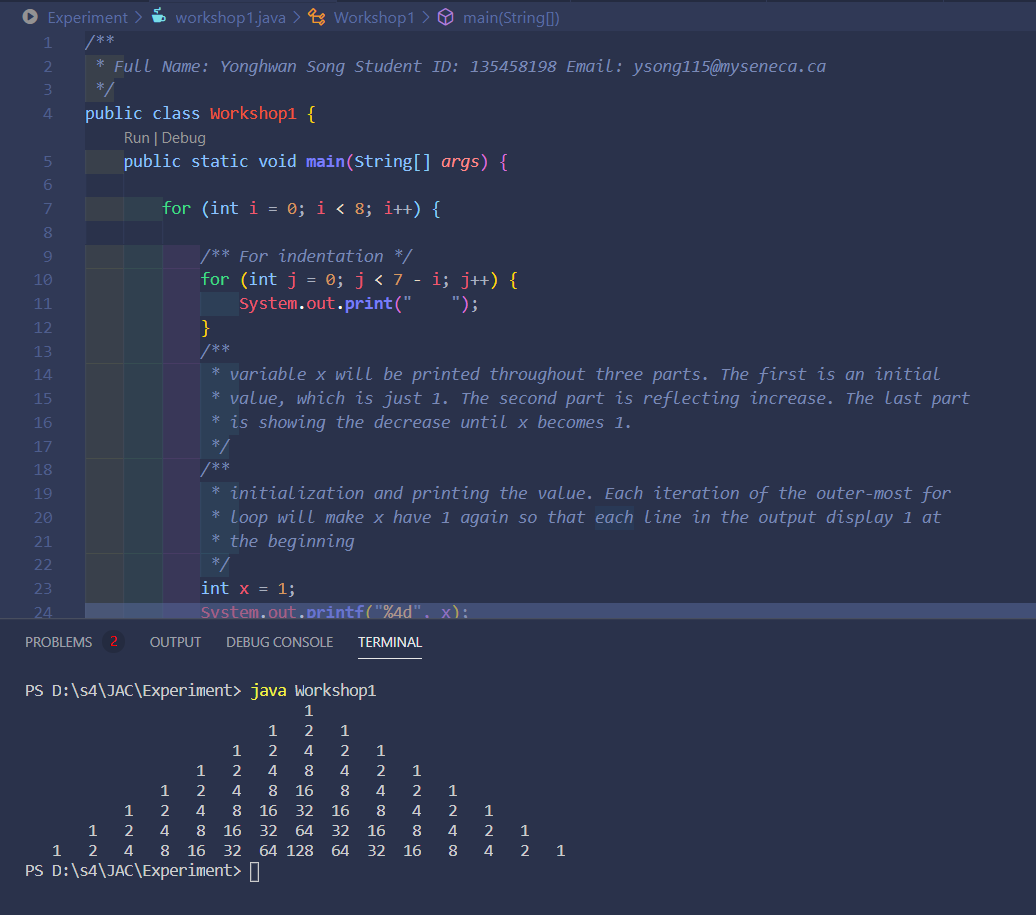 Experiment > workshop1.java > Workshop1 > main(String[])
1 /**
2  * Full Name: Yonghwan Song Student ID: 135458198 Email: ysong115@myseneca.ca
3  */
4 public class Workshop1 {
Run | Debug
5     public static void main(String[] args) {
6
7         for (int i = 0; i < 8; i++) {
8
9             /** For indentation */
10             for (int j = 0; j < 7 - i; j++) {
11                 System.out.print("    ");
12             }
13             /**
14              * variable x will be printed throughout three parts. The first is an initial
15              * value, which is just 1. The second part is reflecting increase. The last part
16              * is showing the decrease until x becomes 1.
17              */
18             /**
19              * initialization and printing the value. Each iteration of the outer-most for
20              * loop will make x have 1 again so that each line in the output display 1 at
21              * the beginning
22              */
23             int x = 1;
24             System.out.printf("%4d", x);
PROBLEMS 2 OUTPUT DEBUG CONSOLE TERMINAL
PS D:\s4\JAC\Experiment> java Workshop1
                               1
                           1   2   1
                       1   2   4   2   1
                   1   2   4   8   4   2   1
               1   2   4   8  16   8   4   2   1
           1   2   4   8  16  32  16   8   4   2   1
       1   2   4   8  16  32  64  32  16   8   4   2   1
   1   2   4   8  16  32  64 128  64  32  16   8   4   2   1
PS D:\s4\JAC\Experiment>